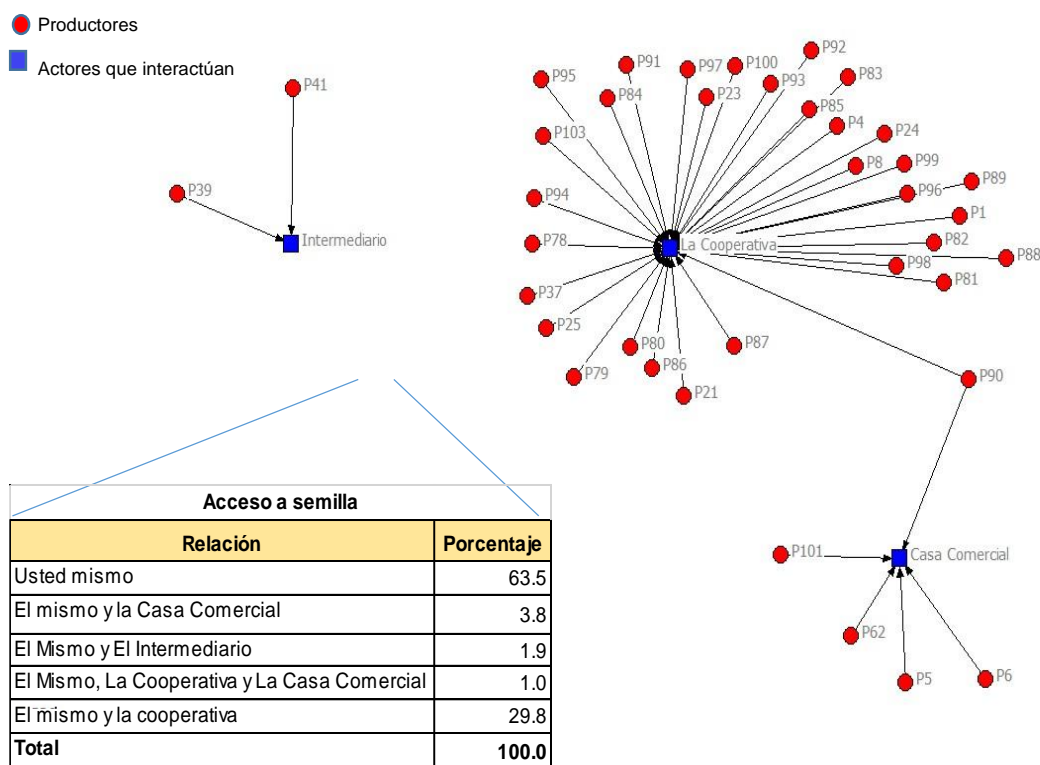 Productores
Actores que interactúan
P41
P39
Intermediario
P92
P91
P97
P100
P95
P93
P83
P84
P23
P85
P4
P103
P24
P8
P99
P89
P94
P96
P1
P78
La Cooperativa
P82
P88
P98
P81
P37
P25
P80
P87
P86
P79
P21
P90
P101
Casa Comercial
P62
P5
P6
Acceso a semilla
Relación Porcentaje
Usted mismo 63.5
El mismo y la Casa Comercial 3.8
El Mismo y El Intermediario 1.9
El Mismo, La Cooperativa y La Casa Comercial 1.0
El mismo y la cooperativa 29.8
Total 100.0